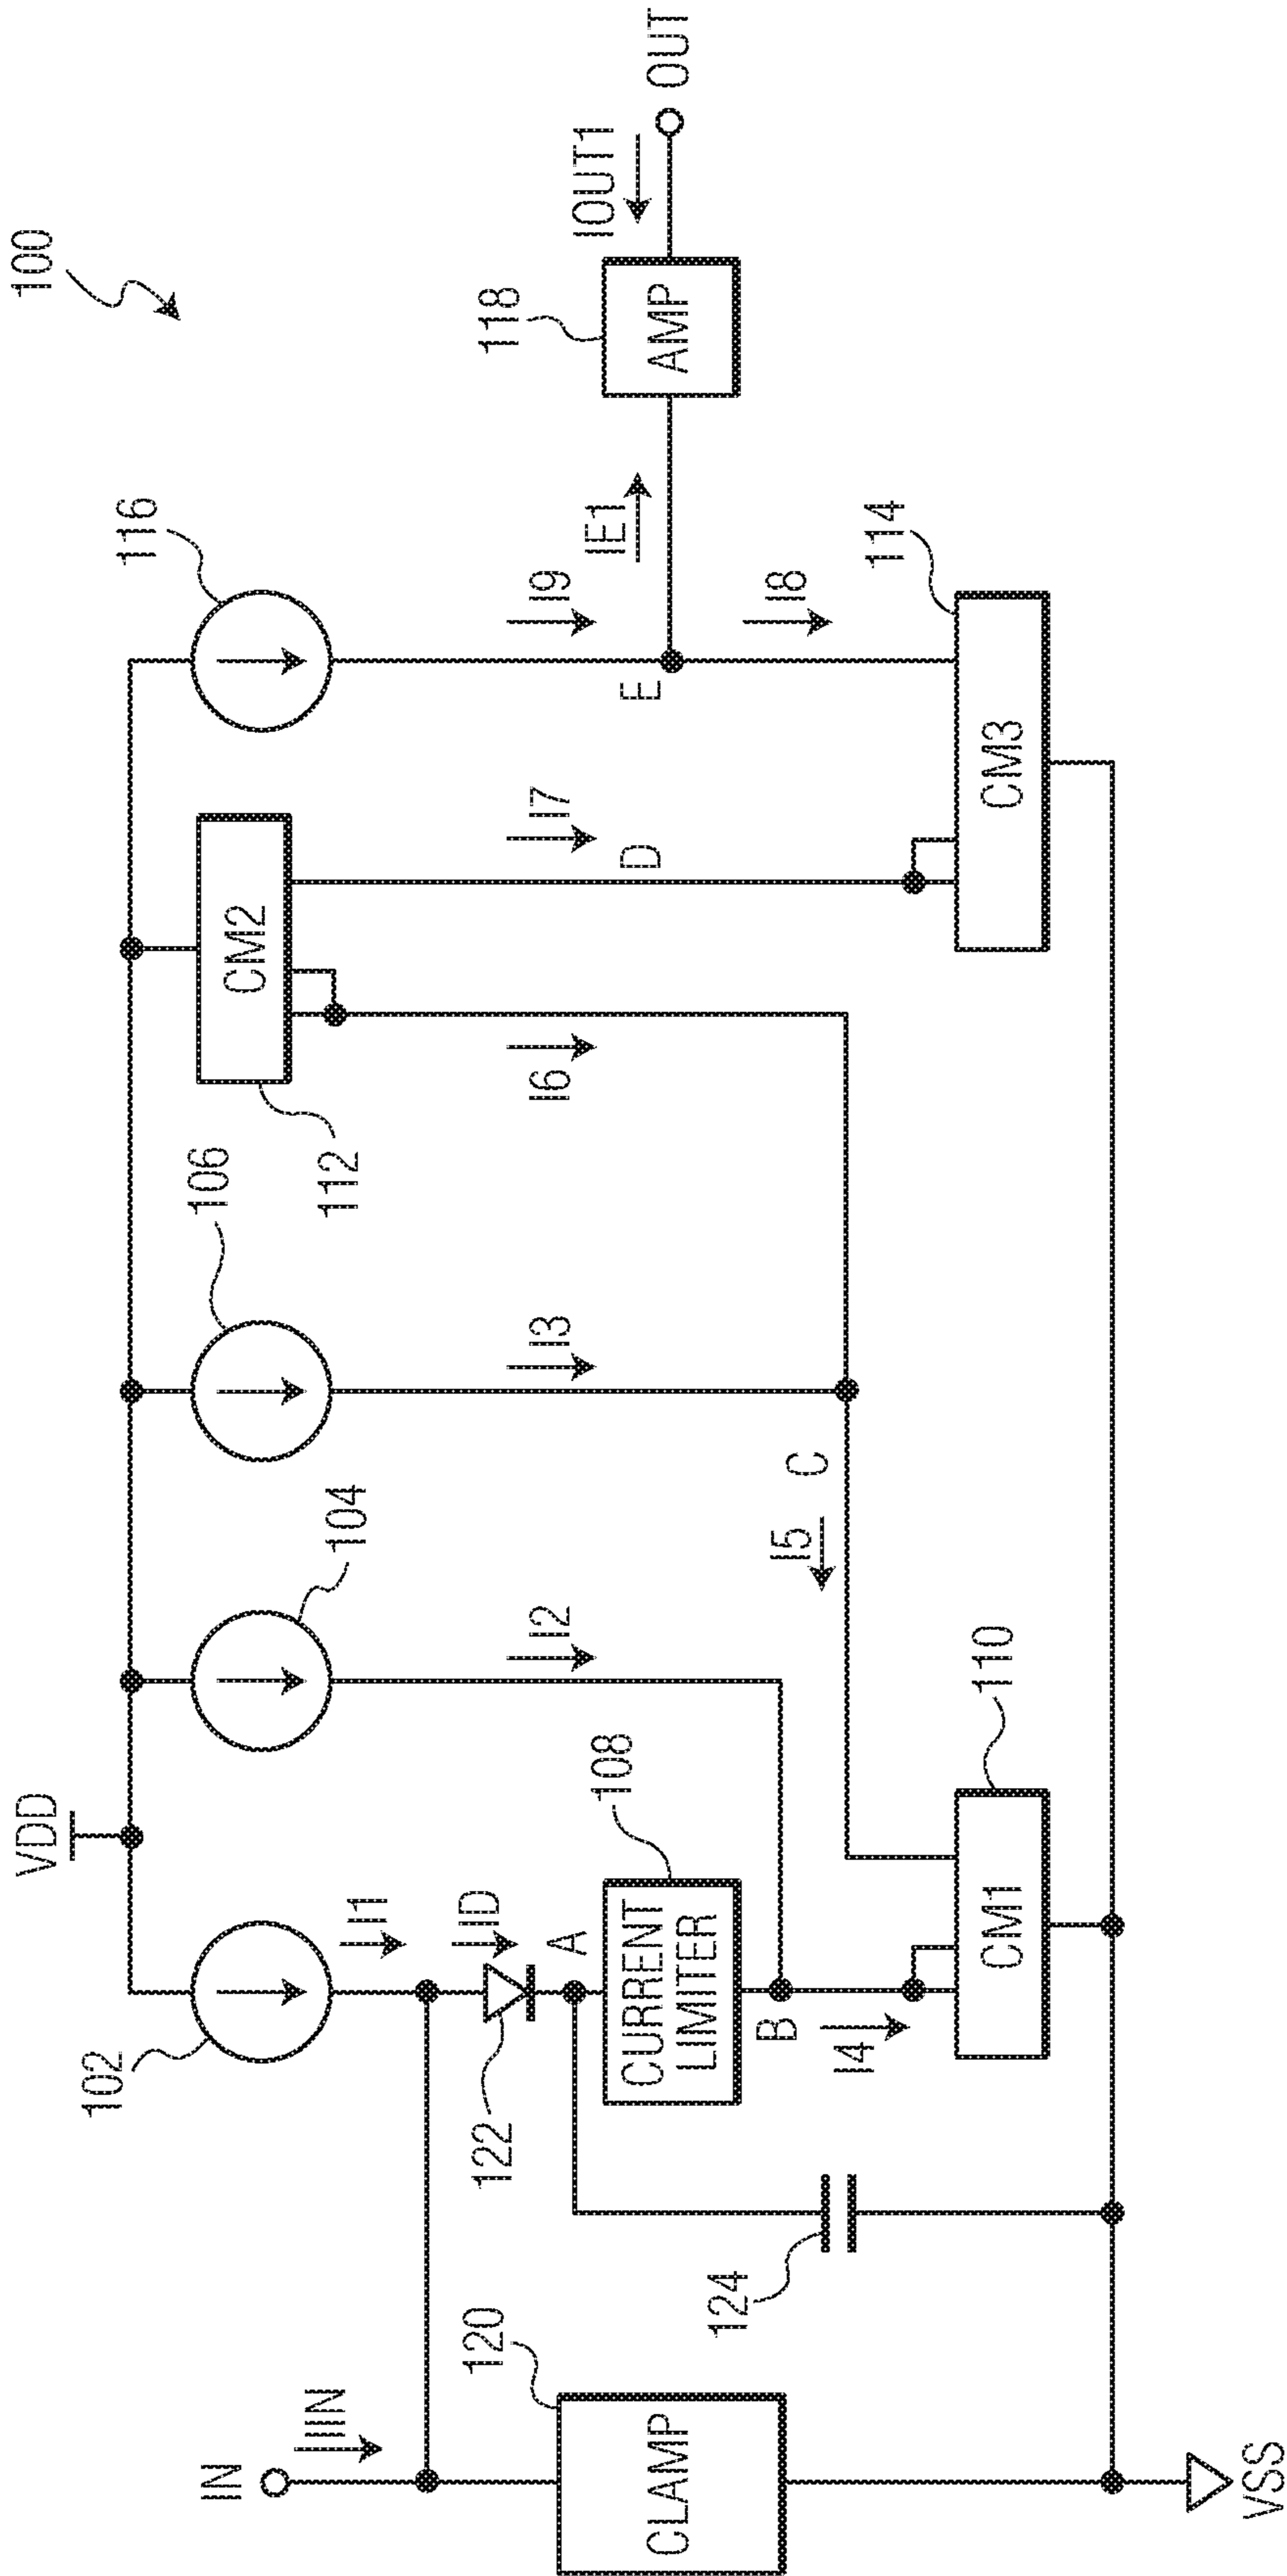 100
VDD
102
104
106
112
CM2
116
I1
ID
A
122
CURRENT
LIMITER
108
B
I4
I2
I3
I5
C
I6
I7
D
I9
E
IE1
I8
118
AMP
IOUT1
OUT
IN
IIN
120
CLAMP
124
CM1
110
CM3
114
VSS